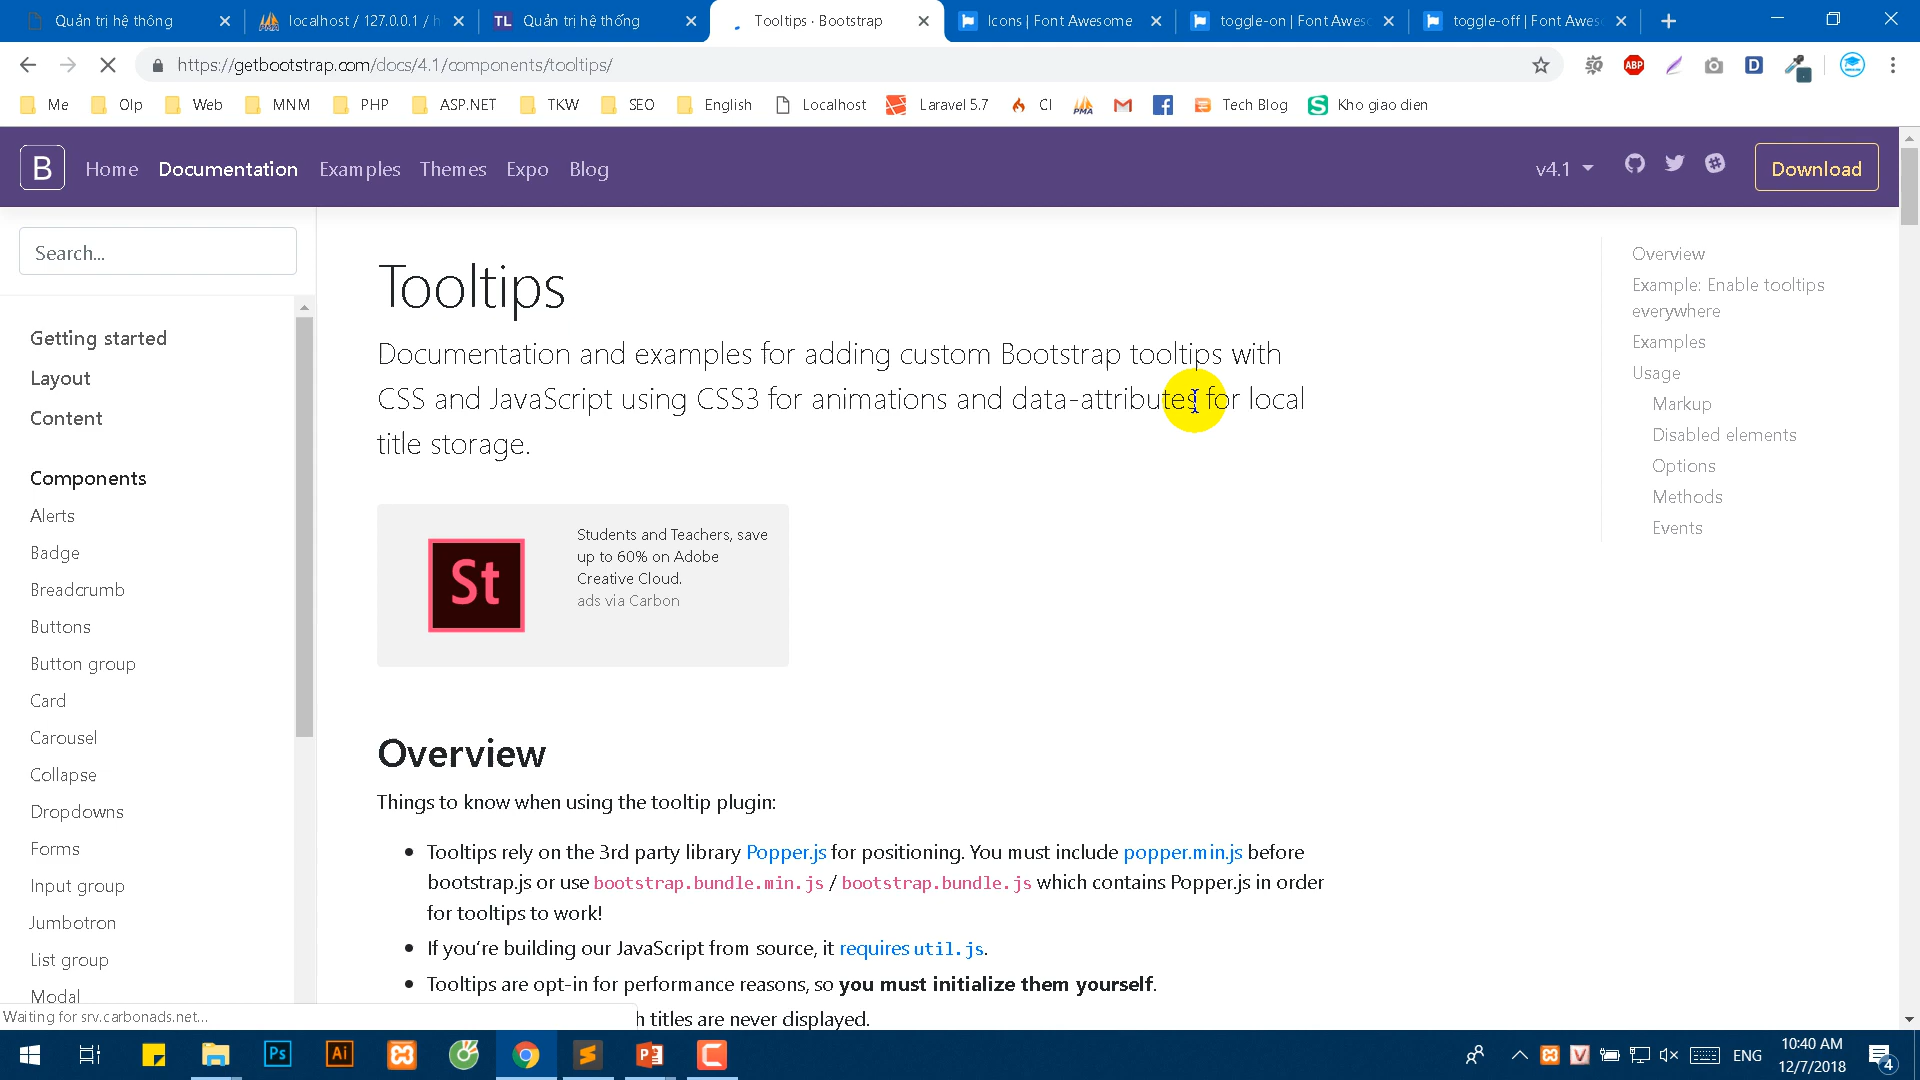 Quản trị hệ thông
localhost / 127.0.0.1 / h
TL Quản trị hệ thống
Tooltips · Bootstrap
Icons | Font Awesome
toggle-on | Font Aweso
toggle-off | Font Aweso
https://getbootstrap.com/docs/4.1/components/tooltips/
ABP
D
Me Olp Web MNM PHP ASP.NET TKW SEO English Localhost Laravel 5.7 CI PMA Tech Blog Kho giao dien
B Home Documentation Examples Themes Expo Blog v4.1 Download
Search...
Getting started
Layout
Content
Components
Alerts
Badge
Breadcrumb
Buttons
Button group
Card
Carousel
Collapse
Dropdowns
Forms
Input group
Jumbotron
List group
Modal
Tooltips
Documentation and examples for adding custom Bootstrap tooltips with
CSS and JavaScript using CSS3 for animations and data-attributes for local
title storage.
St
Students and Teachers, save
up to 60% on Adobe
Creative Cloud.
ads via Carbon
Overview
Things to know when using the tooltip plugin:
Tooltips rely on the 3rd party library Popper.js for positioning. You must include popper.min.js before
bootstrap.js or use bootstrap.bundle.min.js / bootstrap.bundle.js which contains Popper.js in order
for tooltips to work!
If you’re building our JavaScript from source, it requires util.js.
Tooltips are opt-in for performance reasons, so you must initialize them yourself.
h titles are never displayed.
Overview
Example: Enable tooltips
everywhere
Examples
Usage
Markup
Disabled elements
Options
Methods
Events
Waiting for srv.carbonads.net...
Ps
Ai
ENG
10:40 AM
12/7/2018
4